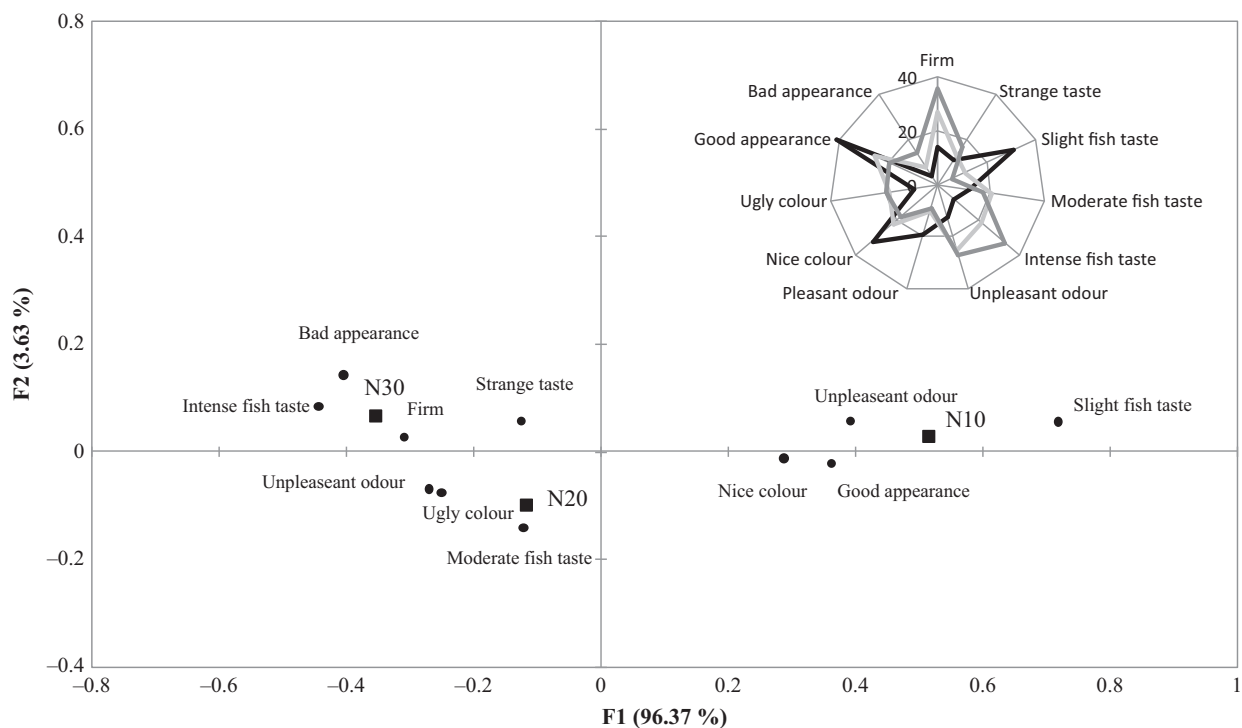 0.8
0.6
0.4
0.2
0
–0.2
–0.4
F2 (3.63 %)
–0.8
–0.6
–0.4
–0.2
0
0.2
0.4
0.6
0.8
1
F1 (96.37 %)
Firm
40
20
0
Strange taste
Slight fish taste
Moderate fish taste
Intense fish taste
Unpleasant odour
Pleasant odour
Nice colour
Ugly colour
Good appearance
Bad appearance
Bad appearance
N30
Intense fish taste
Firm
Strange taste
Unpleaseant odour
Ugly colour
N20
Moderate fish taste
Unpleaseant odour
N10
Slight fish taste
Nice colour
Good appearance